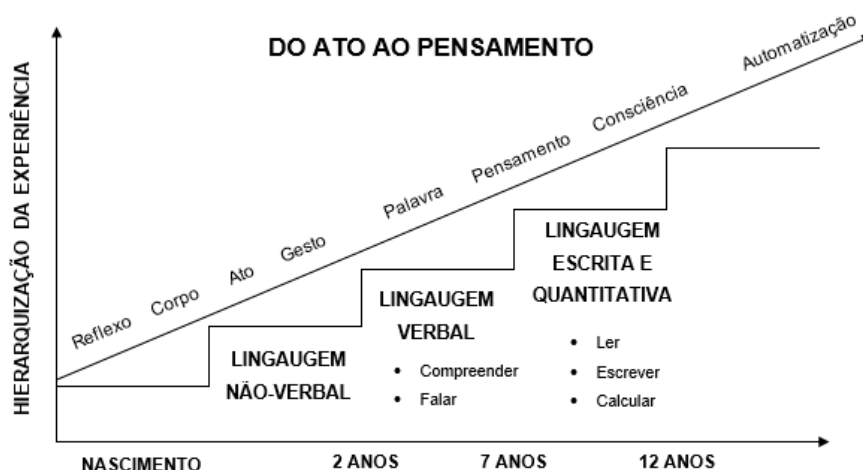 DO ATO AO PENSAMENTO
HIERARQUIZAÇÃO DA EXPERIÊNCIA
Reflexo Corpo Ato Gesto Palavra Pensamento Consciência Automatização
LINGAUGEM
NÃO-VERBAL
LINGAUGEM
VERBAL
• Compreender
• Falar
LINGAUGEM
ESCRITA E
QUANTITATIVA
• Ler
• Escrever
• Calcular
NASCIMENTO 2 ANOS 7 ANOS 12 ANOS